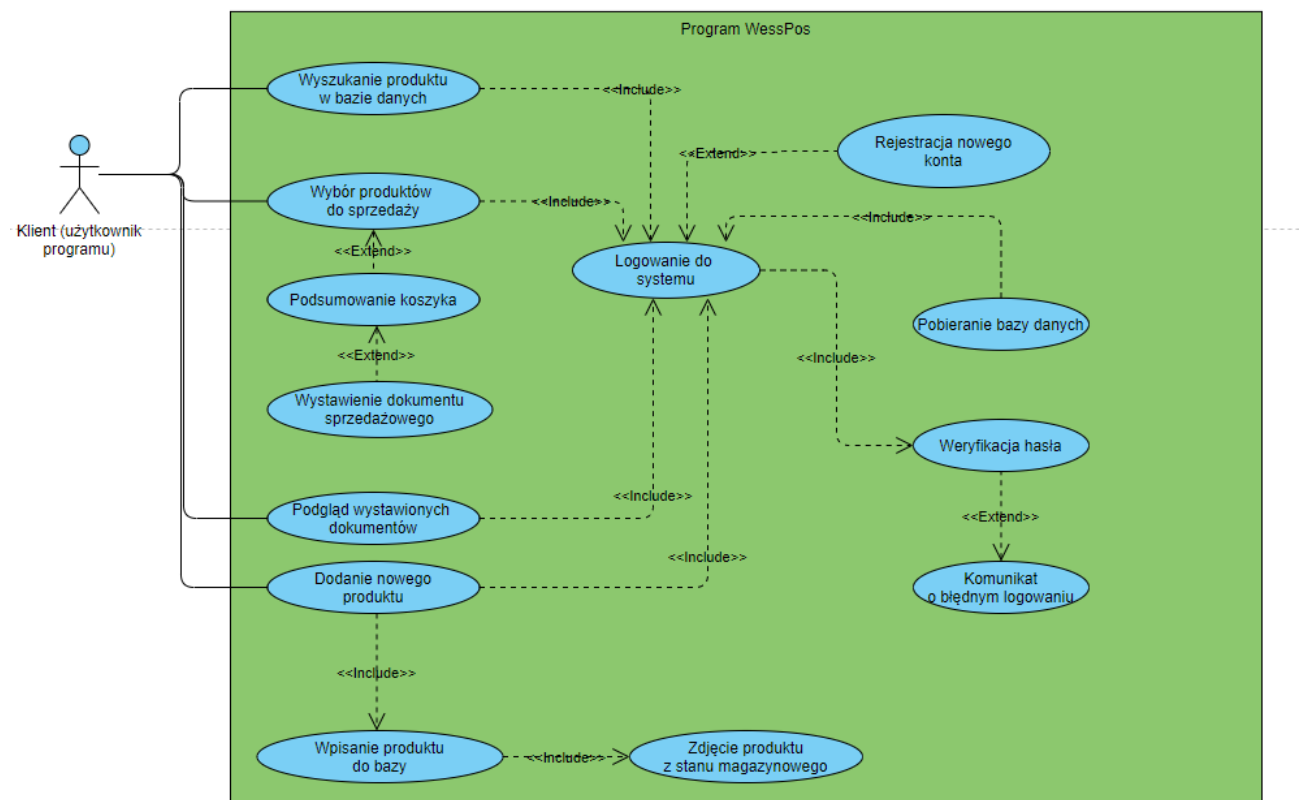 Program WessPos
Wyszukanie produktu
w bazie danych
<<Include>>
Rejestracja nowego
konta
<<Extend>>
Klient (użytkownik
programu)
Wybór produktów
do sprzedaży
<<Include>>
<<Include>>
<<Extend>>
Logowanie do
systemu
Podsumowanie koszyka
Pobieranie bazy danych
<<Extend>>
<<Include>>
Wystawienie dokumentu
sprzedażowego
Weryfikacja hasła
<<Include>>
Podgląd wystawionych
dokumentów
<<Extend>>
<<Include>>
Dodanie nowego
produktu
Komunikat
o błędnym logowaniu
<<Include>>
Wpisanie produktu
do bazy
<<Include>>
Zdjęcie produktu
z stanu magazynowego